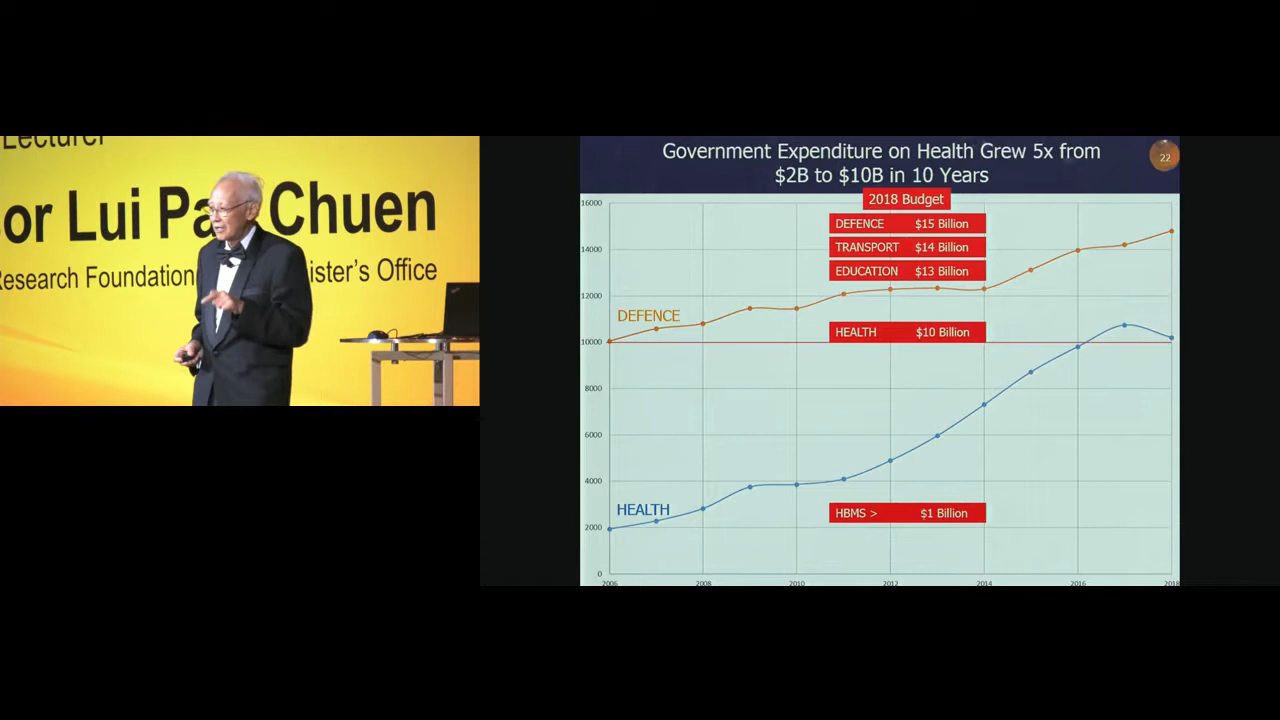 Lecturer
or Lui Pa Chuen
Research Foundation ister's Office
Government Expenditure on Health Grew 5x from
$2B to $10B in 10 Years
22
2018 Budget
DEFENCE $15 Billion
TRANSPORT $14 Billion
EDUCATION $13 Billion
HEALTH $10 Billion
HBMS > $1 Billion
DEFENCE
HEALTH
16000
14000
12000
10000
8000
6000
4000
2000
0
2006 2008 2010 2012 2014 2016 2018